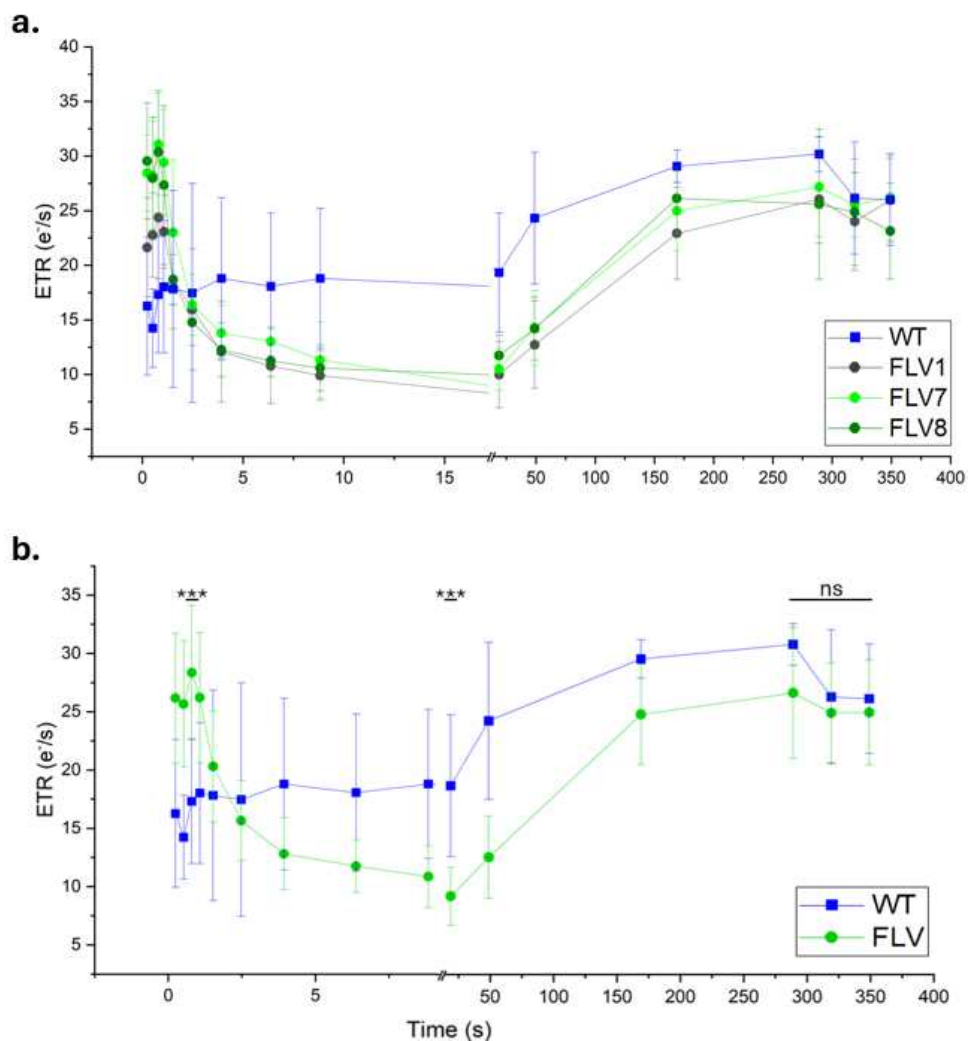 a.
40
35
30
25
20
15
10
5
ETR (e⁻/s)
WT
FLV1
FLV7
FLV8
0 5 10 15 50 100 150 200 250 300 350 400
b.
*** *** ns
35
30
25
20
15
10
5
ETR (e⁻/s)
WT
FLV
0 5 50 100 150 200 250 300 350 400
Time (s)